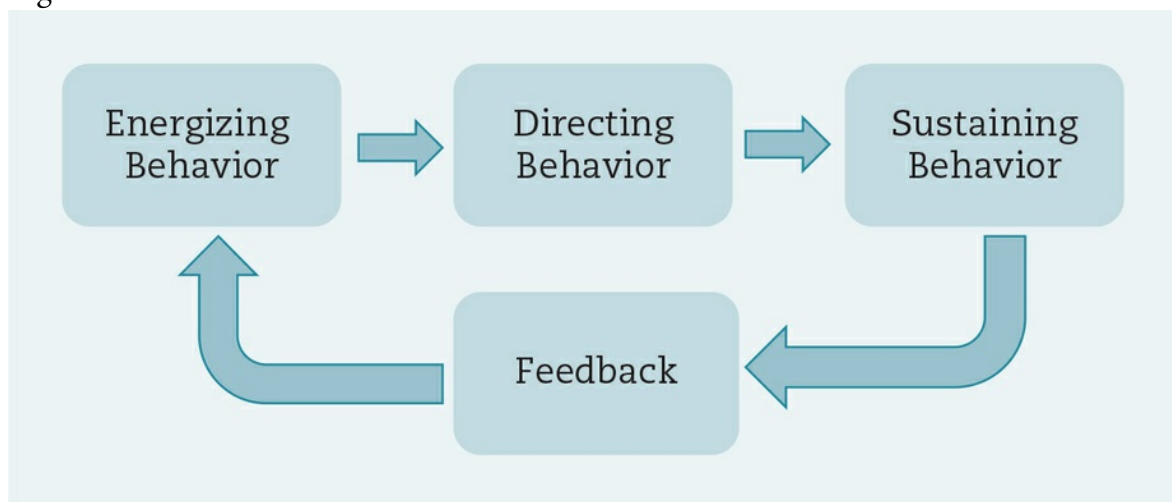 Energizing
Behavior
Directing
Behavior
Sustaining
Behavior
Feedback